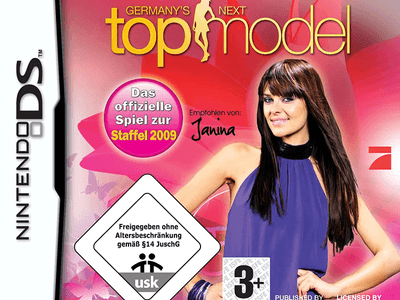 GERMANY'S NEXT
topmodel
NINTENDO DS™
Das
offizielle
Spiel zur
Staffel 2009
Empfohlen von:
Janina
Freigegeben ohne
Altersbeschränkung
gemäß §14 JuschG
usk
3+
PUBLISHED BY
LICENSED BY